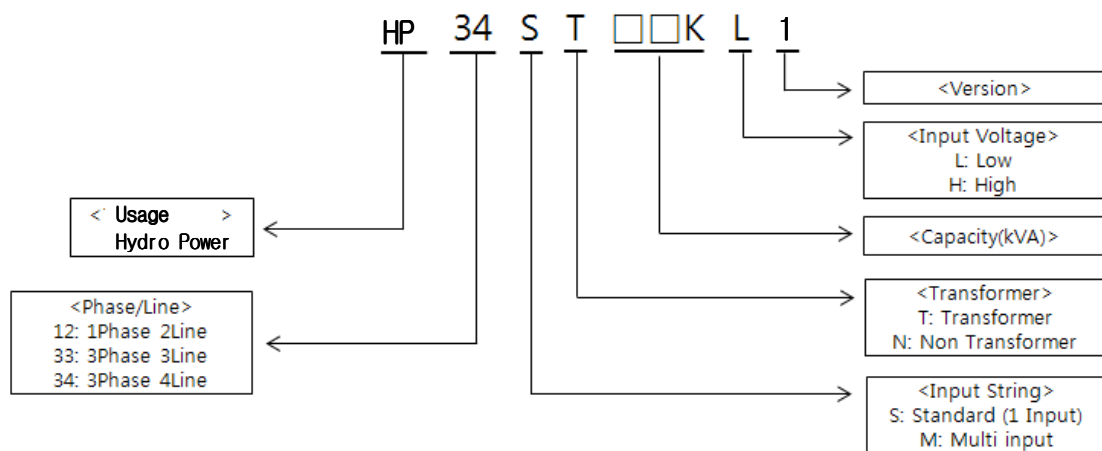 HP 34 S T □□K L 1
<Version>
<Input Voltage>
L: Low
H: High
< Usage >
Hydro Power
<Capacity(kVA)>
<Phase/Line>
12: 1Phase 2Line
33: 3Phase 3Line
34: 3Phase 4Line
<Transformer>
T: Transformer
N: Non Transformer
<Input String>
S: Standard (1 Input)
M: Multi input